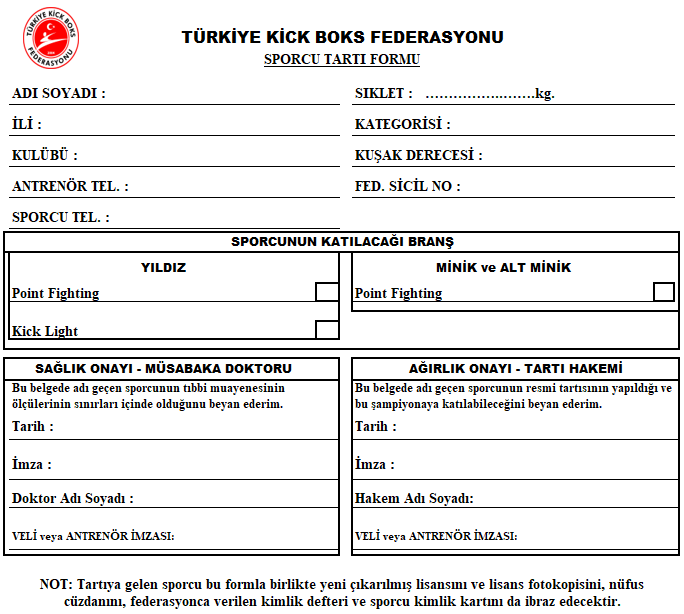 TÜRKİYE KİCK BOKS
FEDERASYONU
TÜRKİYE KİCK BOKS FEDERASYONU
SPORCU TARTI FORMU
ADI SOYADI :
SIKLET : ……………..…….kg.
İLİ :
KATEGORİSİ :
KULÜBÜ :
KUŞAK DERECESİ :
ANTRENÖR TEL. :
FED. SİCİL NO :
SPORCU TEL. :
SPORCUNUN KATILACAĞI BRANŞ
YILDIZ
Point Fighting
Kick Light
MİNİK ve ALT MİNİK
Point Fighting
SAĞLIK ONAYI - MÜSABAKA DOKTORU
Bu belgede adı geçen sporcunun tıbbi muayenesinin
ölçülerinin sınırları içinde olduğunu beyan ederim.
Tarih :
İmza :
Doktor Adı Soyadı :
VELİ veya ANTRENÖR İMZASI:
AĞIRLIK ONAYI - TARTI HAKEMİ
Bu belgede adı geçen sporcunun resmi tartısının yapıldığı ve
bu şampiyonaya katılabileceğini beyan ederim.
Tarih :
İmza :
Hakem Adı Soyadı:
VELİ veya ANTRENÖR İMZASI:
NOT: Tartıya gelen sporcu bu formla birlikte yeni çıkarılmış lisansını ve lisans fotokopisini, nüfus
cüzdanını, federasyonca verilen kimlik defteri ve sporcu kimlik kartını da ibraz edecektir.